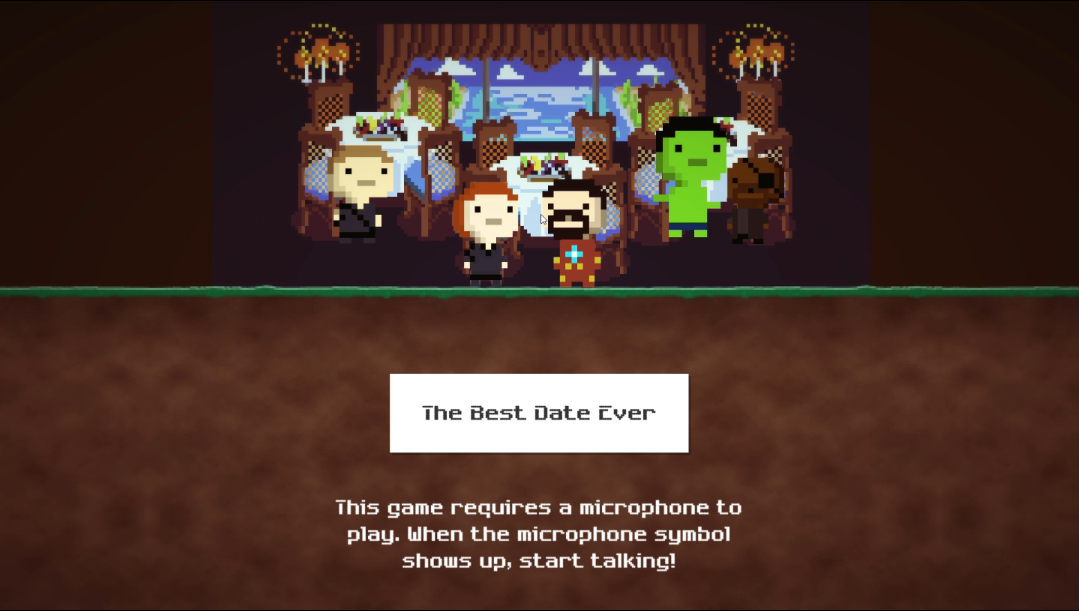 The Best Date Ever
This game requires a microphone to
play. When the microphone symbol
shows up, start talking!